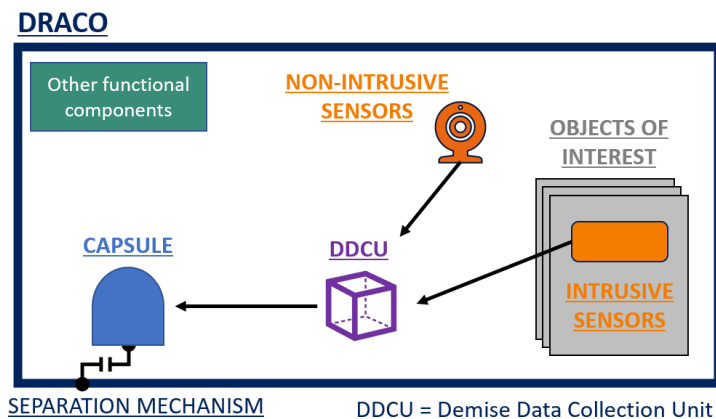 DRACO
Other functional
components
NON-INTRUSIVE
SENSORS
OBJECTS OF
INTEREST
CAPSULE
DDCU
INTRUSIVE
SENSORS
SEPARATION MECHANISM
DDCU = Demise Data Collection Unit